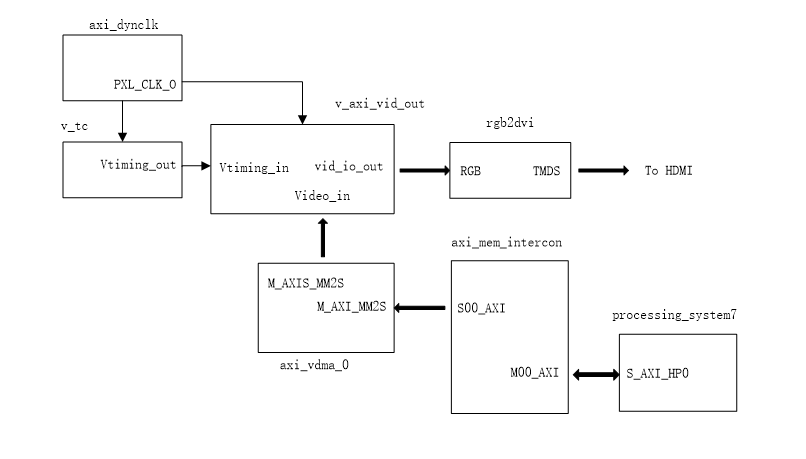 axi_dynclk
PXL_CLK_O
v_tc
Vtiming_out
v_axi_vid_out
Vtiming_in
vid_io_out
Video_in
rgb2dvi
RGB
TMDS
To HDMI
M_AXIS_MM2S
M_AXI_MM2S
axi_vdma_0
axi_mem_intercon
S00_AXI
M00_AXI
processing_system7
S_AXI_HP0